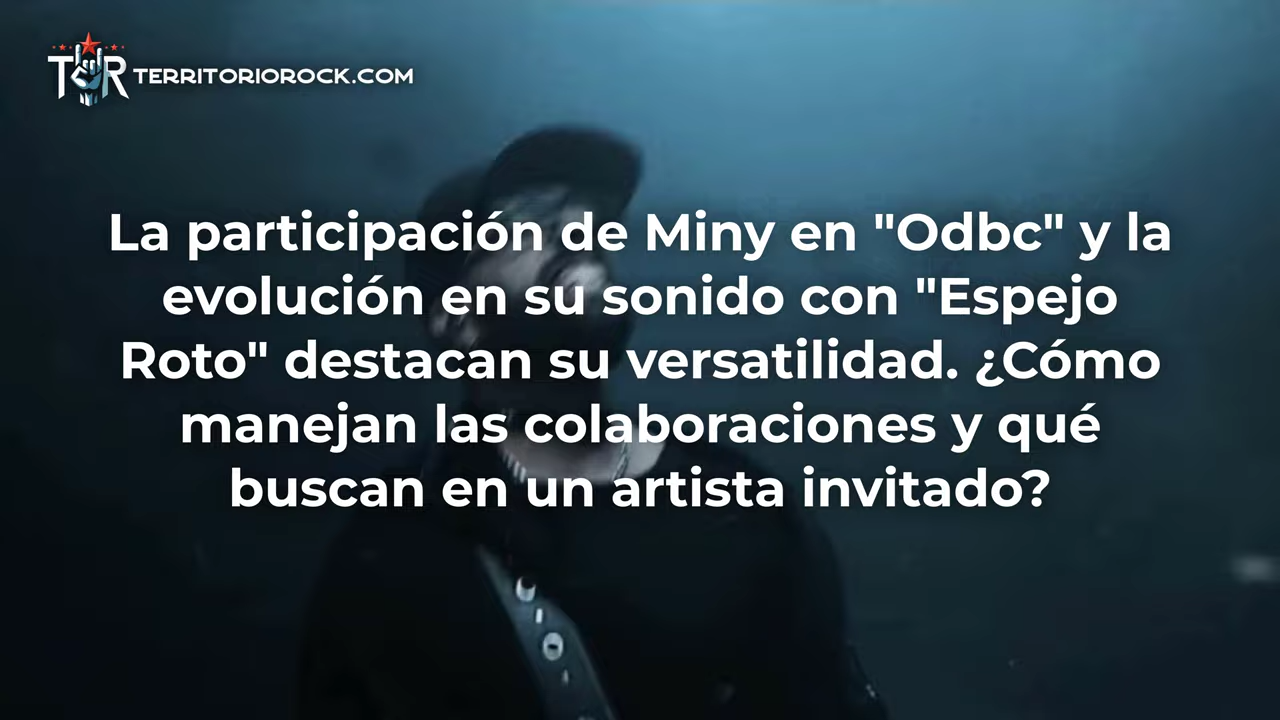 TR TERRITORIOROCK.COM
La participación de Miny en "Odbc" y la
evolución en su sonido con "Espejo
Roto" destacan su versatilidad. ¿Cómo
manejan las colaboraciones y qué
buscan en un artista invitado?